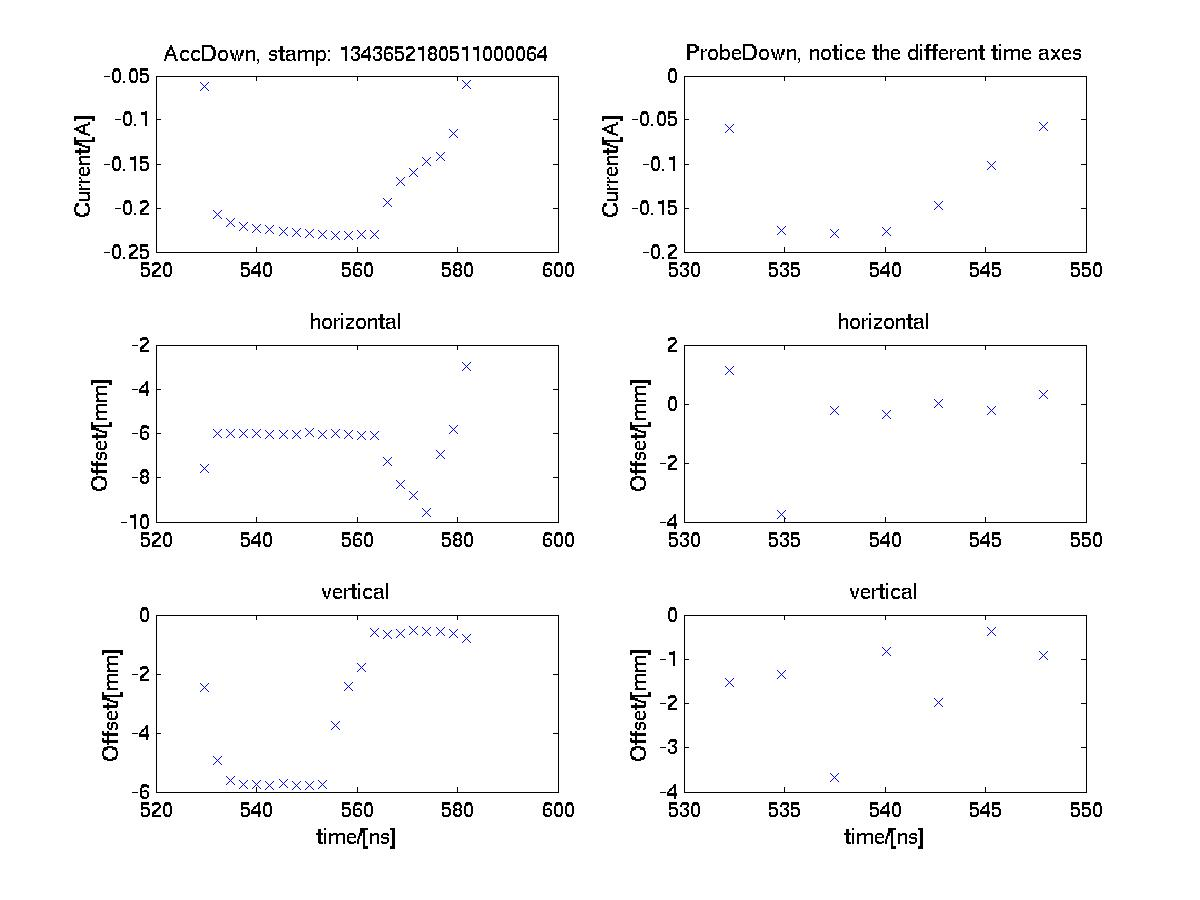 AccDown, stamp: 1343652180511000064
Current/[A]
-0.05
-0.1
-0.15
-0.2
-0.25
520 540 560 580 600
ProbeDown, notice the different time axes
Current/[A]
0
-0.05
-0.1
-0.15
-0.2
530 535 540 545 550
horizontal
Offset/[mm]
-2
-4
-6
-8
-10
520 540 560 580 600
horizontal
Offset/[mm]
2
0
-2
-4
530 535 540 545 550
vertical
Offset/[mm]
0
-2
-4
-6
520 540 560 580 600
time/[ns]
vertical
Offset/[mm]
0
-1
-2
-3
-4
530 535 540 545 550
time/[ns]